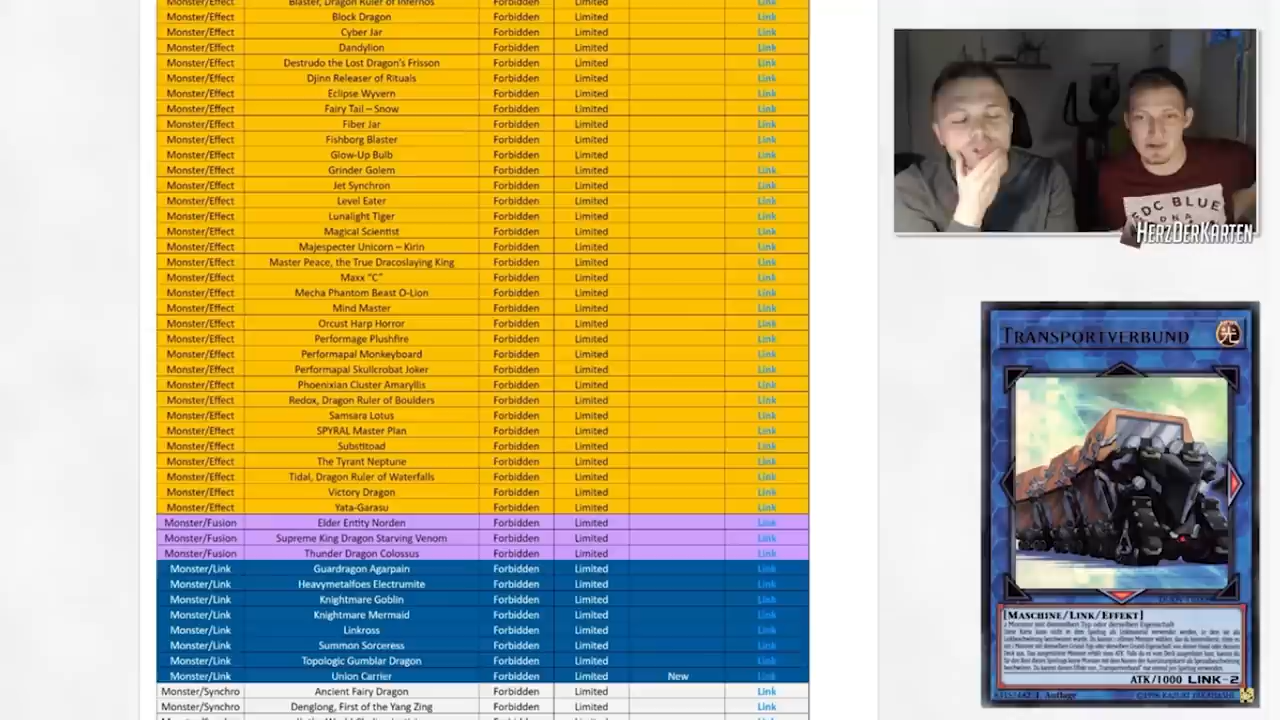 Monster/Effect Blaster, Dragon Ruler of Infernos Forbidden Limited Link
Monster/Effect Block Dragon Forbidden Limited Link
Monster/Effect Cyber Jar Forbidden Limited Link
Monster/Effect Dandylion Forbidden Limited Link
Monster/Effect Destrudo the Lost Dragon's Frisson Forbidden Limited Link
Monster/Effect Djinn Releaser of Rituals Forbidden Limited Link
Monster/Effect Eclipse Wyvern Forbidden Limited Link
Monster/Effect Fairy Tail – Snow Forbidden Limited Link
Monster/Effect Fiber Jar Forbidden Limited Link
Monster/Effect Fishborg Blaster Forbidden Limited Link
Monster/Effect Glow-Up Bulb Forbidden Limited Link
Monster/Effect Grinder Golem Forbidden Limited Link
Monster/Effect Jet Synchron Forbidden Limited Link
Monster/Effect Level Eater Forbidden Limited Link
Monster/Effect Lunalight Tiger Forbidden Limited Link
Monster/Effect Magical Scientist Forbidden Limited Link
Monster/Effect Majespecter Unicorn – Kirin Forbidden Limited Link
Monster/Effect Master Peace, the True Dracoslaying King Forbidden Limited Link
Monster/Effect Maxx "C" Forbidden Limited Link
Monster/Effect Mecha Phantom Beast O-Lion Forbidden Limited Link
Monster/Effect Mind Master Forbidden Limited Link
Monster/Effect Orcust Harp Horror Forbidden Limited Link
Monster/Effect Performage Plushfire Forbidden Limited Link
Monster/Effect Performapal Monkeyboard Forbidden Limited Link
Monster/Effect Performapal Skullcrobat Joker Forbidden Limited Link
Monster/Effect Phoenixian Cluster Amaryllis Forbidden Limited Link
Monster/Effect Redox, Dragon Ruler of Boulders Forbidden Limited Link
Monster/Effect Samsara Lotus Forbidden Limited Link
Monster/Effect SPYRAL Master Plan Forbidden Limited Link
Monster/Effect Substitoad Forbidden Limited Link
Monster/Effect The Tyrant Neptune Forbidden Limited Link
Monster/Effect Tidal, Dragon Ruler of Waterfalls Forbidden Limited Link
Monster/Effect Victory Dragon Forbidden Limited Link
Monster/Effect Yata-Garasu Forbidden Limited Link
Monster/Fusion Elder Entity Norden Forbidden Limited Link
Monster/Fusion Supreme King Dragon Starving Venom Forbidden Limited Link
Monster/Fusion Thunder Dragon Colossus Forbidden Limited Link
Monster/Link Guardragon Agarpain Forbidden Limited Link
Monster/Link Heavymetalfoes Electrumite Forbidden Limited Link
Monster/Link Knightmare Goblin Forbidden Limited Link
Monster/Link Knightmare Mermaid Forbidden Limited Link
Monster/Link Linkross Forbidden Limited Link
Monster/Link Summon Sorceress Forbidden Limited Link
Monster/Link Topologic Gumblar Dragon Forbidden Limited Link
Monster/Link Union Carrier Forbidden Limited New Link
Monster/Synchro Ancient Fairy Dragon Forbidden Limited Link
Monster/Synchro Denglong, First of the Yang Zing Forbidden Limited Link
EDC BLUE
DNA
HERZDERKARTEN
TRANSPORTVERBUND
光
[MASCHINE/LINK/EFFEKT]
ATK/1000 LINK-2
1. Auflage
©1996 KAZUKI TAKAHASHI